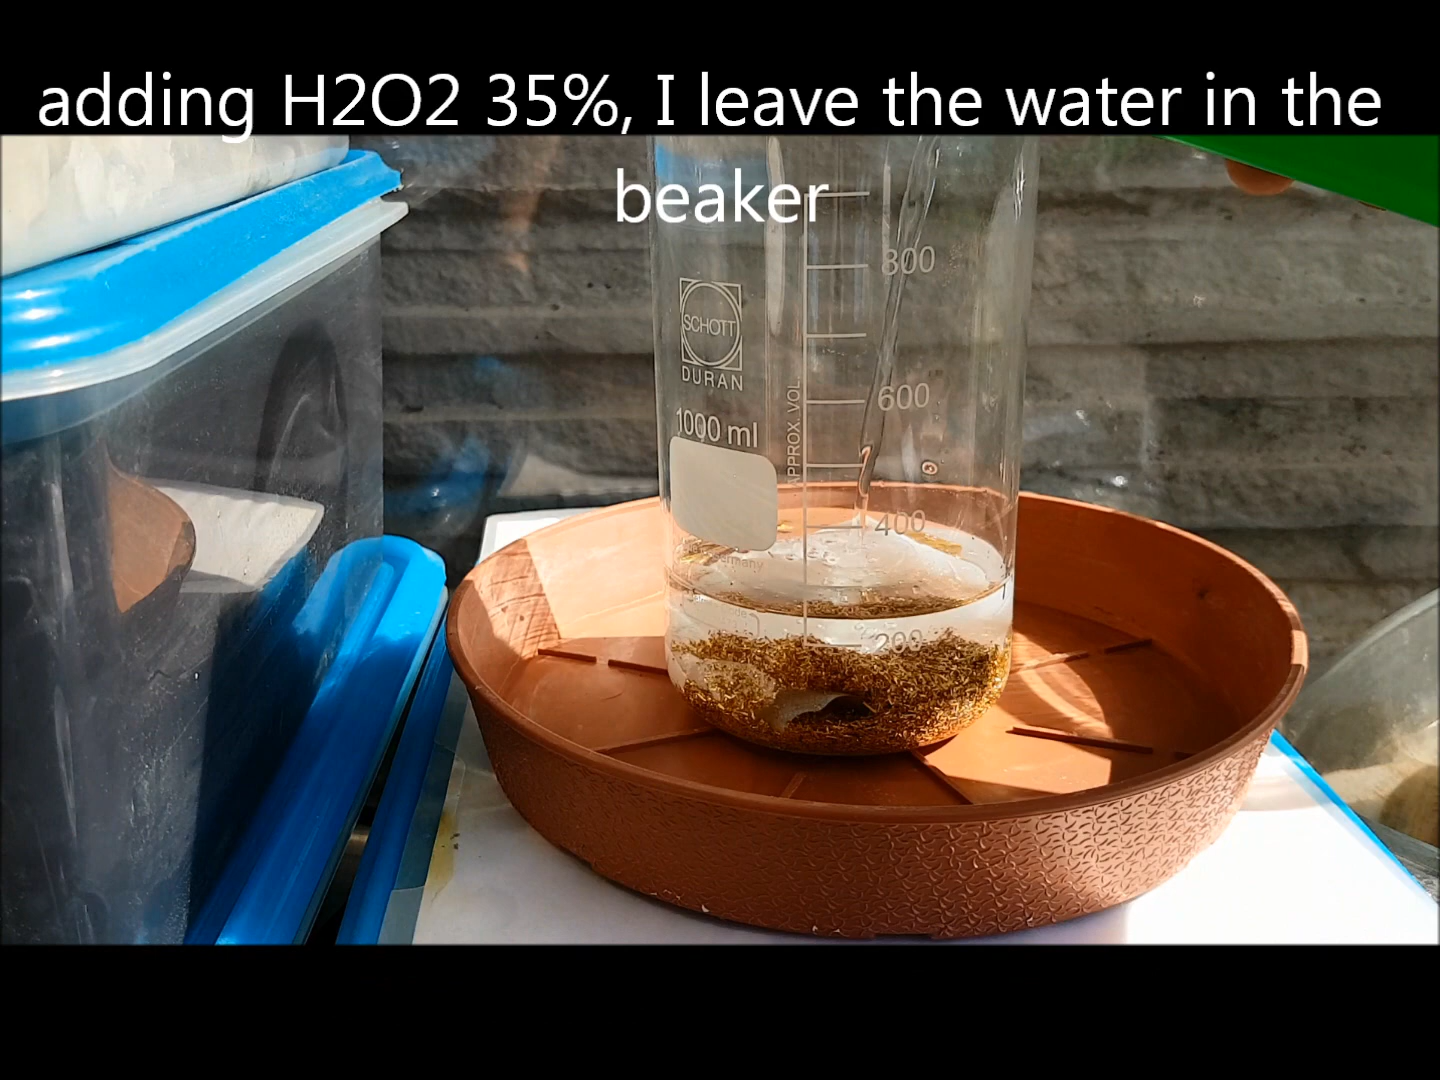 adding H2O2 35%, I leave the water in the
beaker
800
SCHOTT
DURAN
600
1000 ml
APPROX.VOL.
400
Germany
200